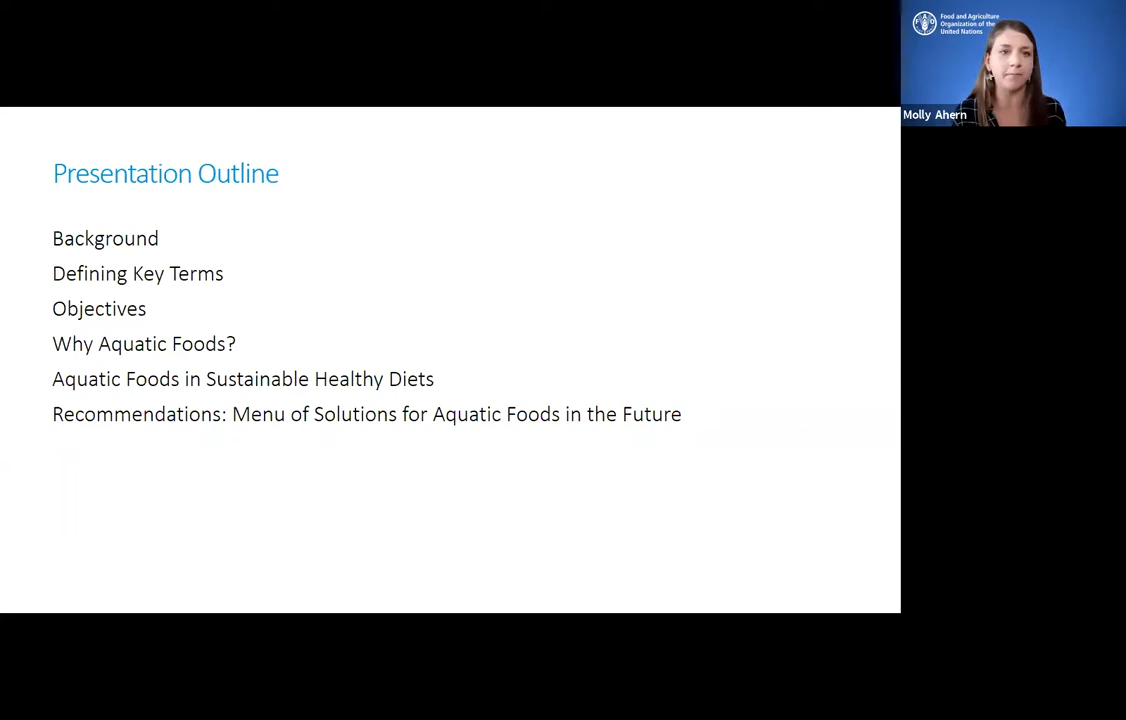 Food and Agriculture
Organization of the
United Nations
Molly Ahern
Presentation Outline
Background
Defining Key Terms
Objectives
Why Aquatic Foods?
Aquatic Foods in Sustainable Healthy Diets
Recommendations: Menu of Solutions for Aquatic Foods in the Future